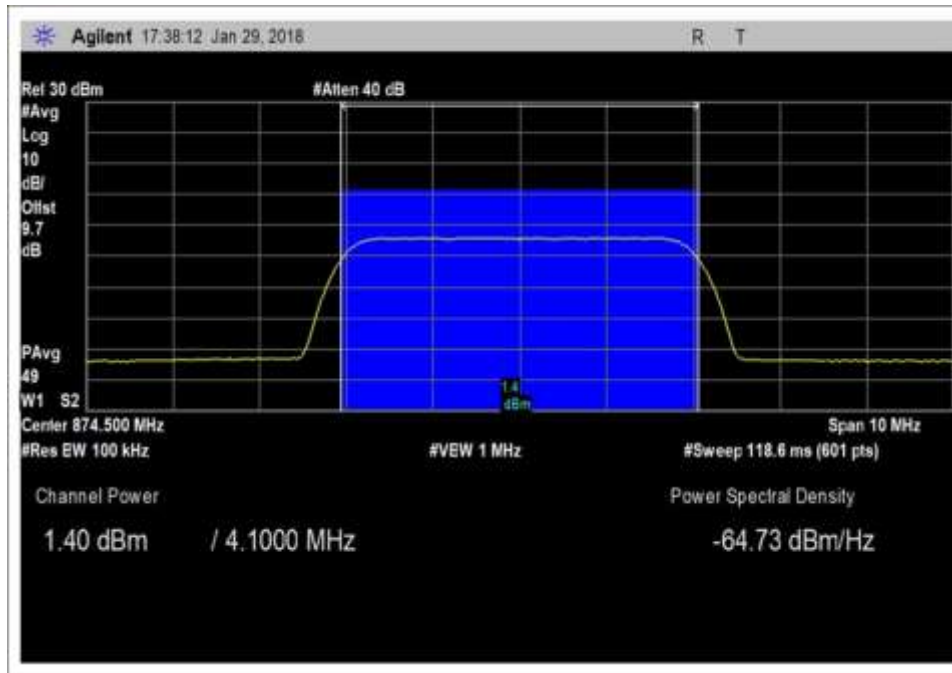 Agilent 17:38:12 Jan 29, 2018 R T
Ref 30 dBm #Atten 40 dB
#Avg
Log
10
dB/
Offst
9.7
dB
PAvg
49
W1 S2
1.4
dBm
Center 874.500 MHz Span 10 MHz
#Res BW 100 kHz #VBW 1 MHz #Sweep 118.6 ms (601 pts)
Channel Power Power Spectral Density
1.40 dBm / 4.1000 MHz -64.73 dBm/Hz